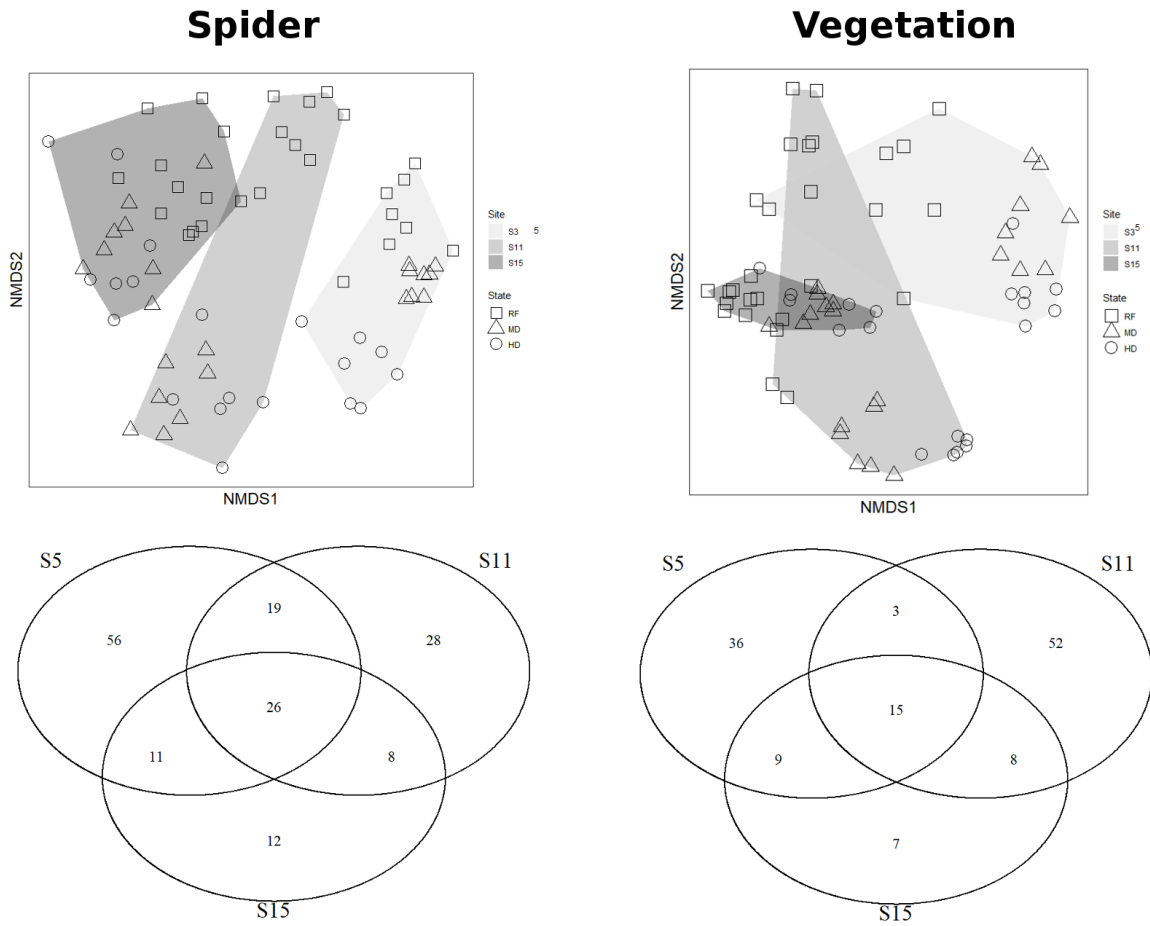 Spider
Vegetation
NMDS2
NMDS1
Site
S3 5
S11
S15
State
RF
MD
HD
NMDS2
NMDS1
Site
S3 5
S11
S15
State
RF
MD
HD
S5
S11
19
56
28
26
11
8
12
S15
S5
S11
3
36
52
15
9
8
7
S15